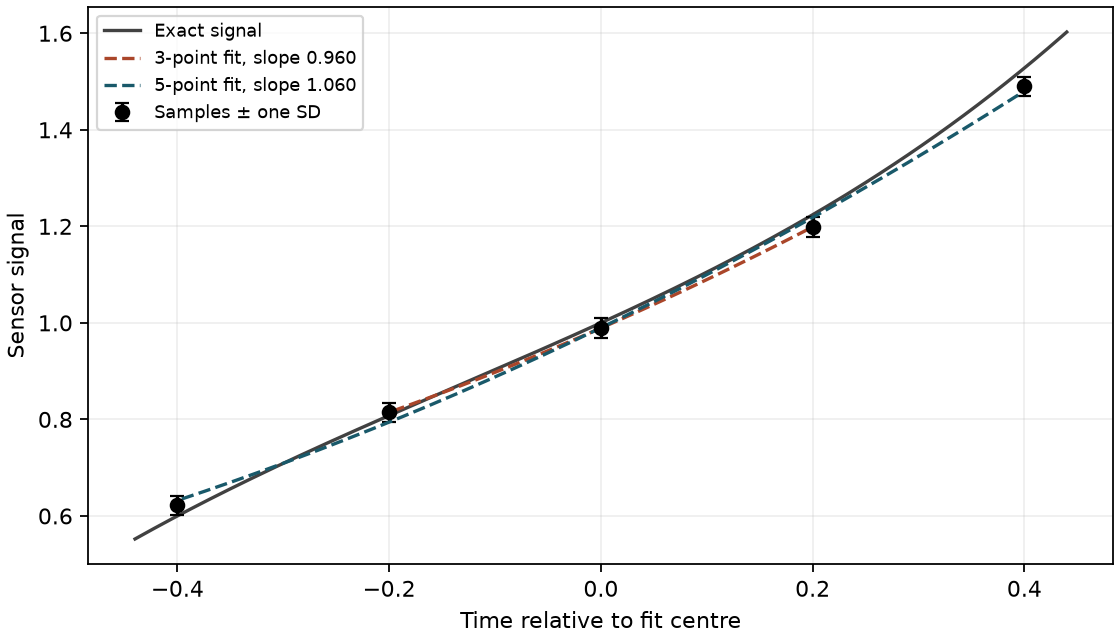 Exact signal
3-point fit, slope 0.960
5-point fit, slope 1.060
Samples ± one SD
1.6
1.4
1.2
1.0
0.8
0.6
Sensor signal
−0.4
−0.2
0.0
0.2
0.4
Time relative to fit centre